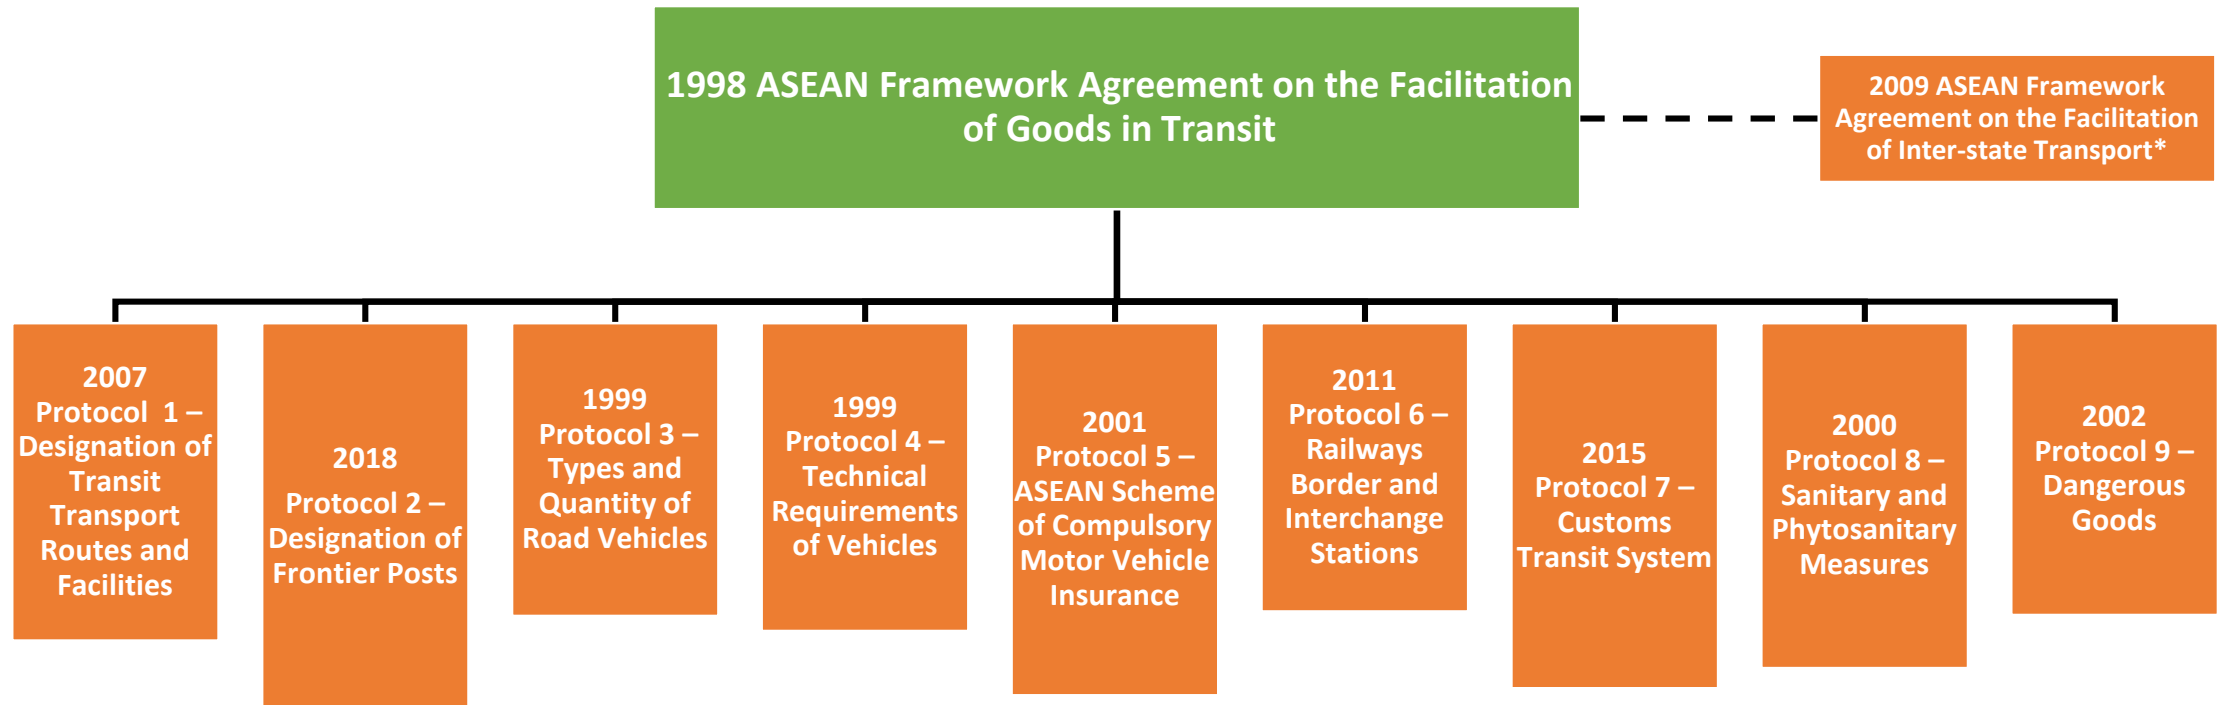 1998 ASEAN Framework Agreement on the Facilitation
of Goods in Transit
2009 ASEAN Framework
Agreement on the Facilitation
of Inter-state Transport*
2007
Protocol 1 –
Designation of
Transit
Transport
Routes and
Facilities
2018
Protocol 2 –
Designation of
Frontier Posts
1999
Protocol 3 –
Types and
Quantity of
Road Vehicles
1999
Protocol 4 –
Technical
Requirements
of Vehicles
2001
Protocol 5 –
ASEAN Scheme
of Compulsory
Motor Vehicle
Insurance
2011
Protocol 6 –
Railways
Border and
Interchange
Stations
2015
Protocol 7 –
Customs
Transit System
2000
Protocol 8 –
Sanitary and
Phytosanitary
Measures
2002
Protocol 9 –
Dangerous
Goods